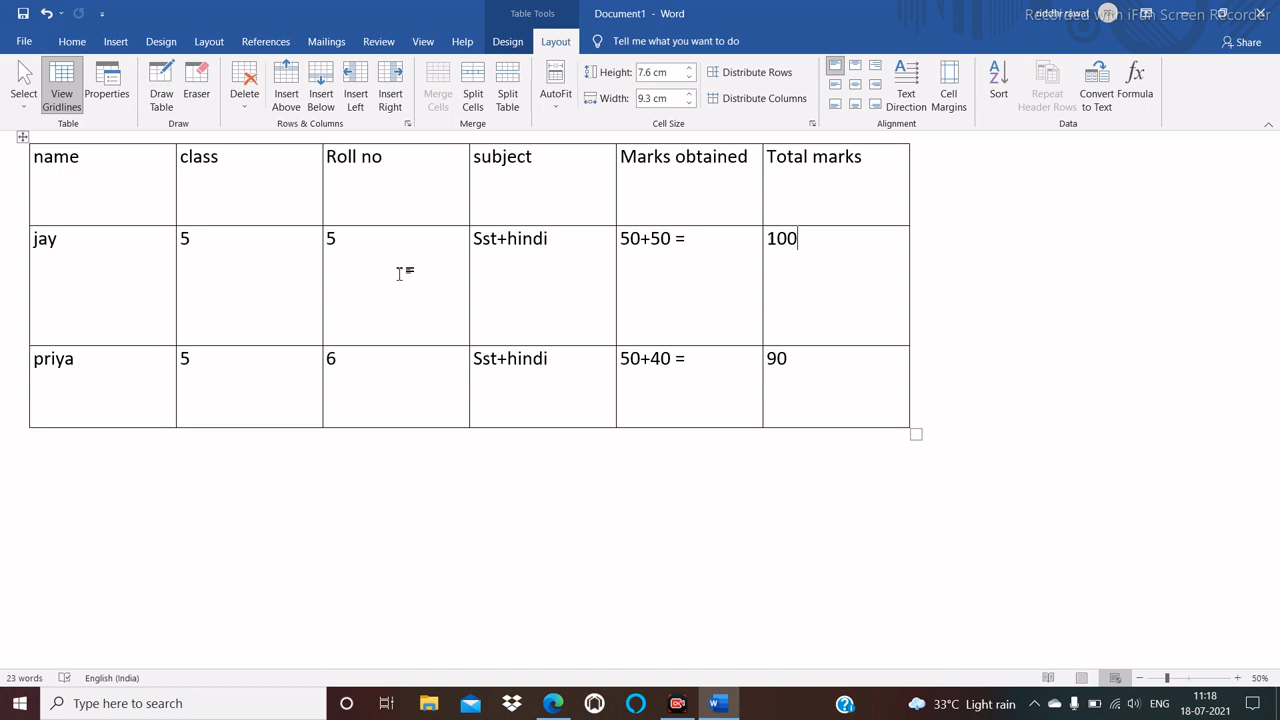 Table Tools
Document1 - Word
riddhi rawat
Recorded with iFun Screen Recorder
File Home Insert Design Layout References Mailings Review View Help Design Layout Tell me what you want to do Share
Select
View Gridlines
Properties
Draw Table
Eraser
Delete
Insert Above
Insert Below
Insert Left
Insert Right
Merge Cells
Split Cells
Split Table
AutoFit
Height: 7.6 cm
Width: 9.3 cm
Distribute Rows
Distribute Columns
Text Direction
Cell Margins
Sort
Repeat Header Rows
Convert to Text
Formula
Table Draw Rows & Columns Merge Cell Size Alignment Data
name class Roll no subject Marks obtained Total marks
jay 5 5 Sst+hindi 50+50 = 100
priya 5 6 Sst+hindi 50+40 = 90
23 words English (India) 50%
Type here to search
33°C Light rain ENG
11:18
18-07-2021